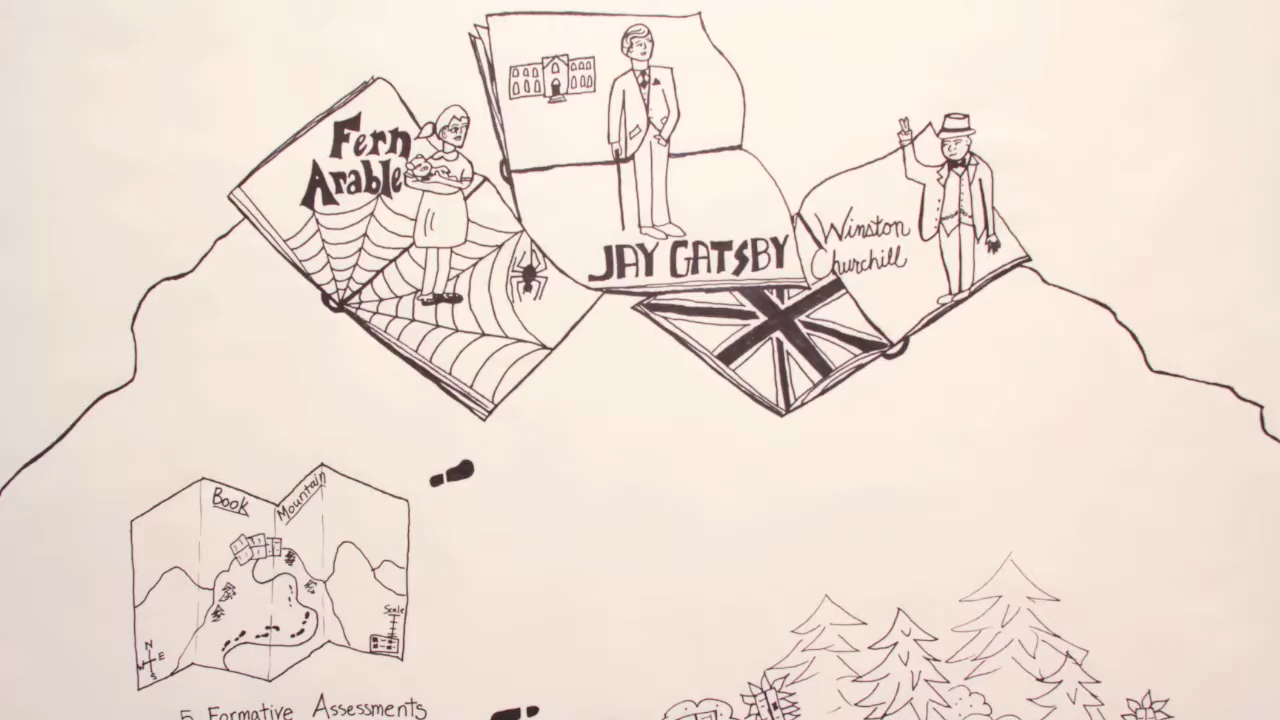 Fern
Arable
JAY GATSBY
Winston
Churchill
Book Mountain
Scale
N
W E
S
5 Formative Assessments